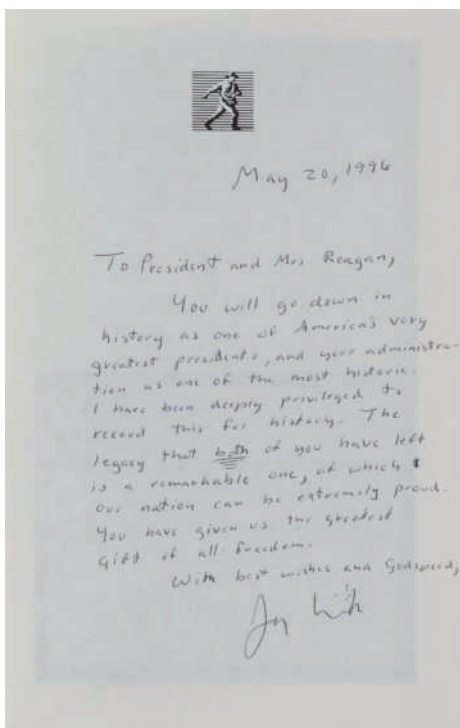 May 20, 1996
To President and Mrs Reagan,
You will go down in
history as one of America's very
greatest presidents, and your administra-
tion as one of the most historic.
I have been deeply privileged to
record this for history. The
legacy that both of you have left
is a remarkable one, of which
our nation can be extremely proud.
You have given us the greatest
gift of all freedom.
With best wishes and Godspeed,
Jay